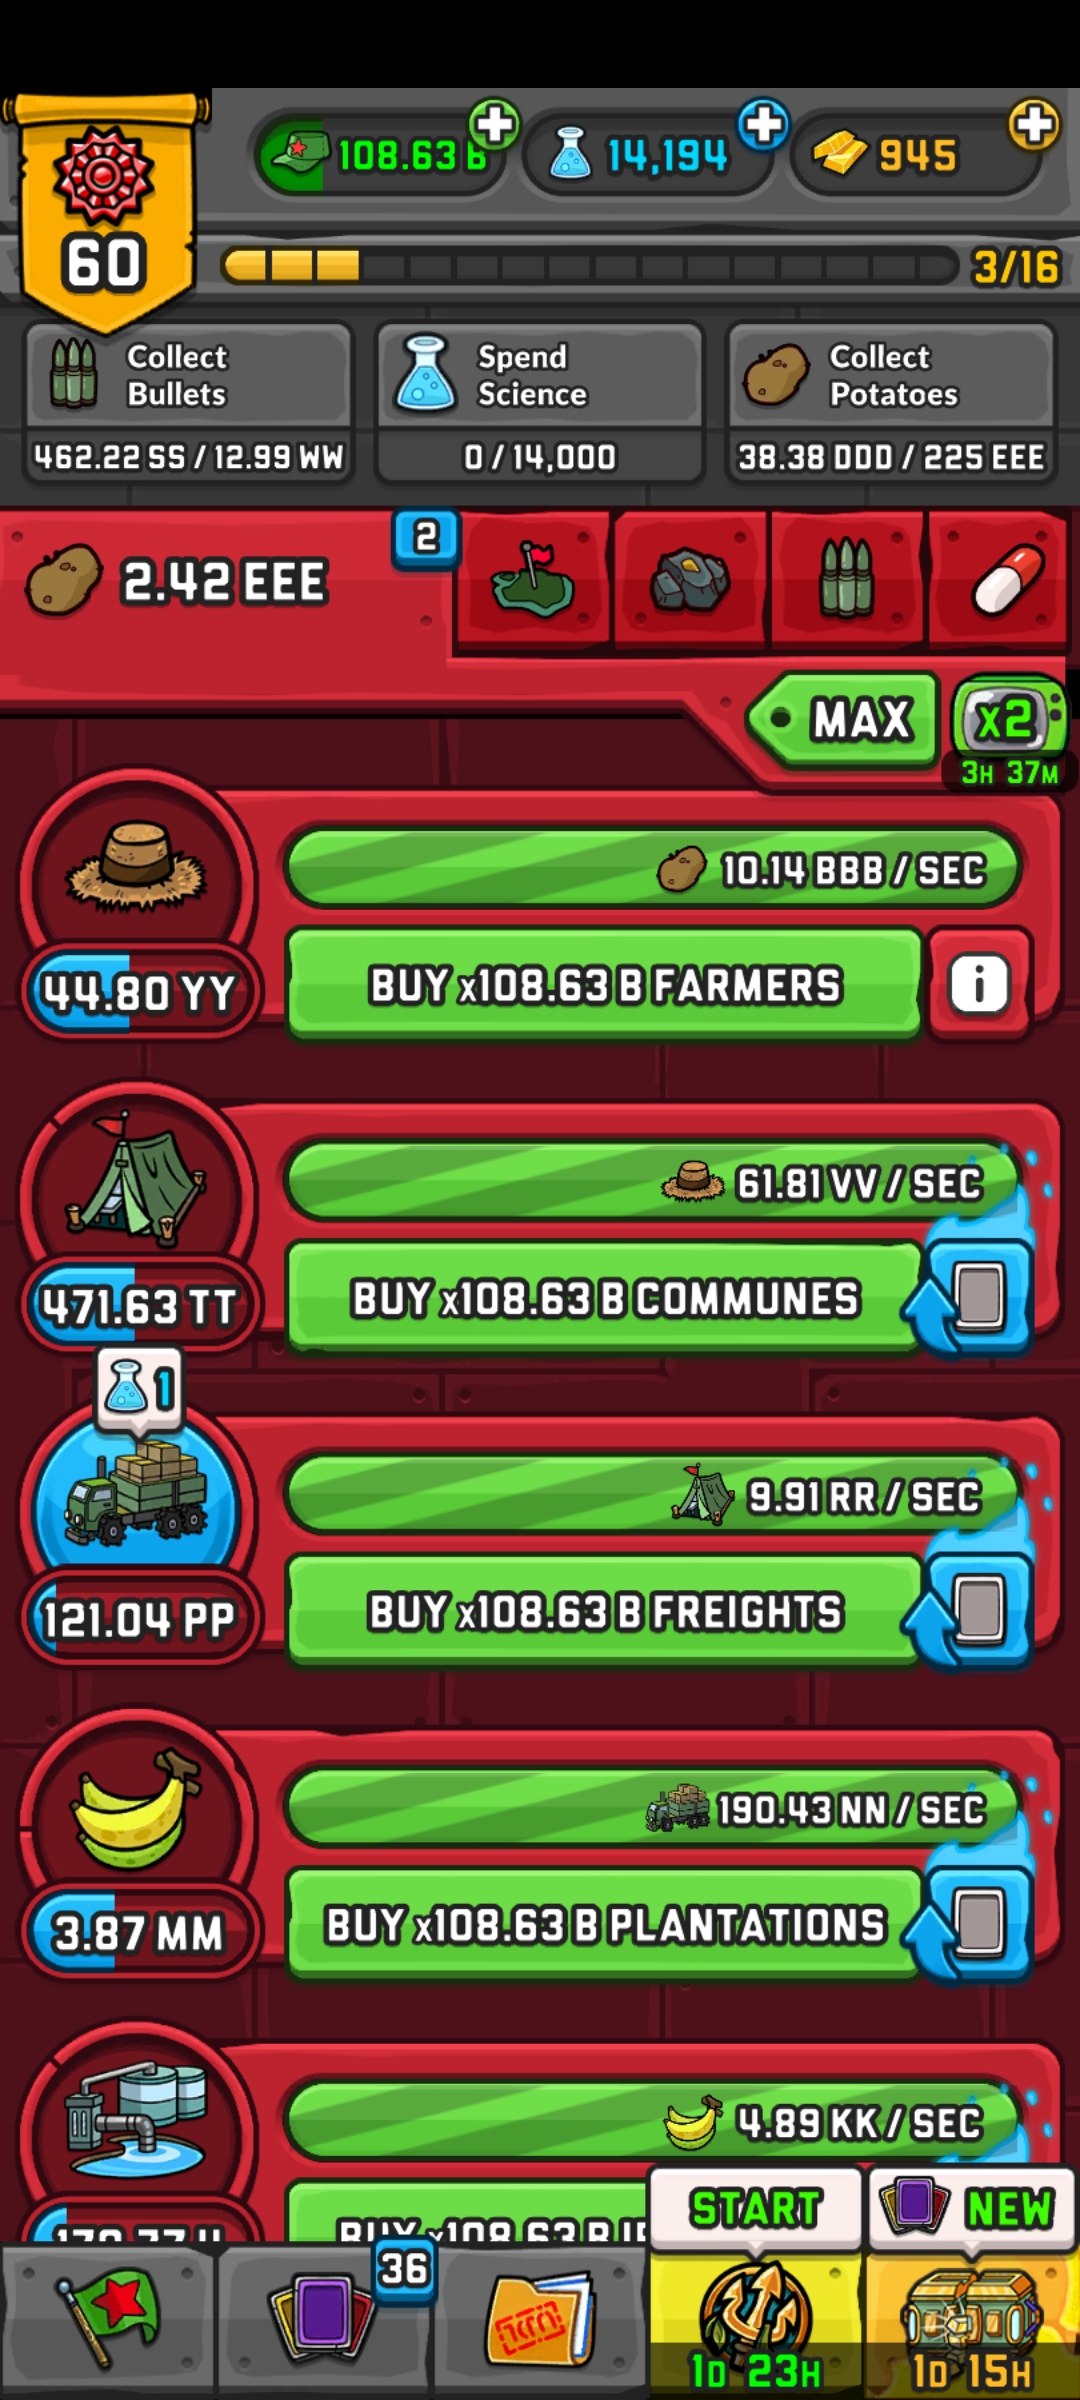 60
108.63 B
14,194
945
3/16
Collect
Bullets
462.22 SS / 12.99 WW
Spend
Science
0 / 14,000
Collect
Potatoes
38.38 DDD / 225 EEE
2.42 EEE
2
MAX
x2
3H 37M
10.14 BBB / SEC
44.80 YY
BUY x108.63 B FARMERS
i
61.81 VV / SEC
471.63 TT
BUY x108.63 B COMMUNES
1
9.91 RR / SEC
121.04 PP
BUY x108.63 B FREIGHTS
190.43 NN / SEC
3.87 MM
BUY x108.63 B PLANTATIONS
4.89 KK / SEC
BUY x108.63 B
START
NEW
36
1D 23H
1D 15H